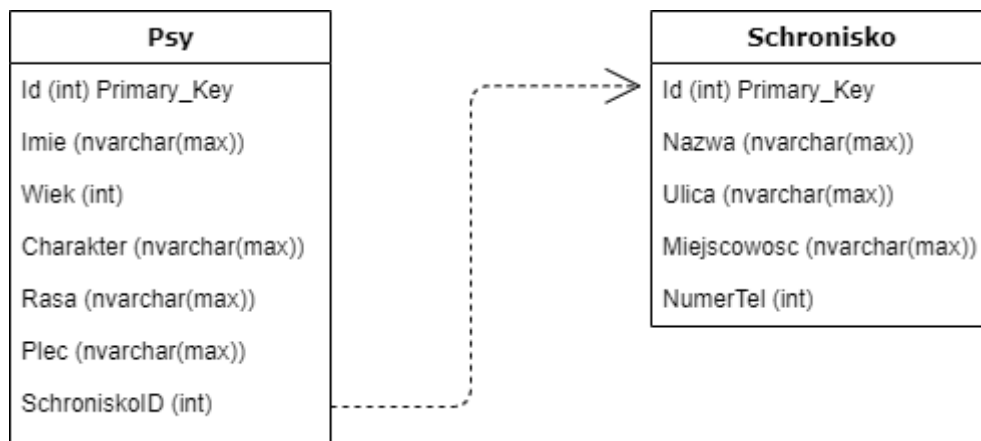 Psy
Id (int) Primary_Key
Imie (nvarchar(max))
Wiek (int)
Charakter (nvarchar(max))
Rasa (nvarchar(max))
Plec (nvarchar(max))
SchroniskoID (int)
Schronisko
Id (int) Primary_Key
Nazwa (nvarchar(max))
Ulica (nvarchar(max))
Miejscowosc (nvarchar(max))
NumerTel (int)